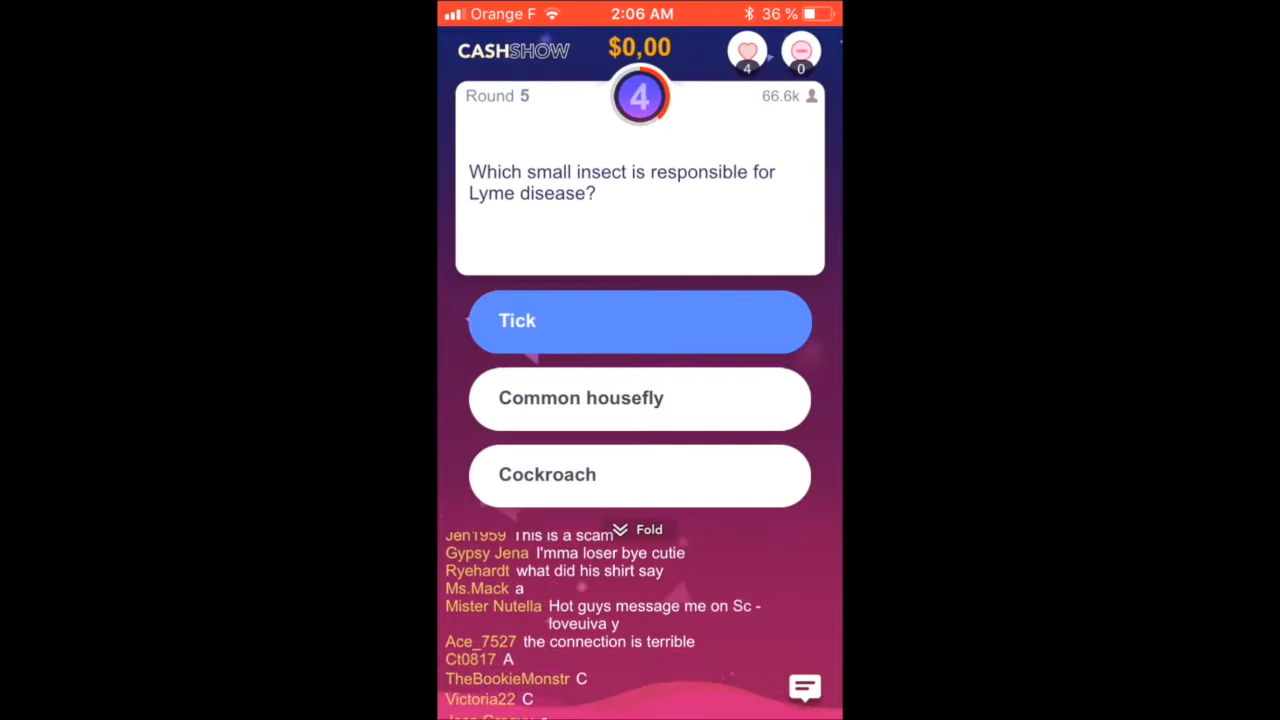 Orange F 2:06 AM 36 %
CASHSHOW $0,00
4 0
Round 5 4 66.6k
Which small insect is responsible for
Lyme disease?
Tick
Common housefly
Cockroach
Fold
Jen1959 This is a scam
Gypsy Jena I'mma loser bye cutie
Ryehardt what did his shirt say
Ms.Mack a
Mister Nutella Hot guys message me on Sc -
loveuiva y
Ace_7527 the connection is terrible
Ct0817 A
TheBookieMonstr C
Victoria22 C